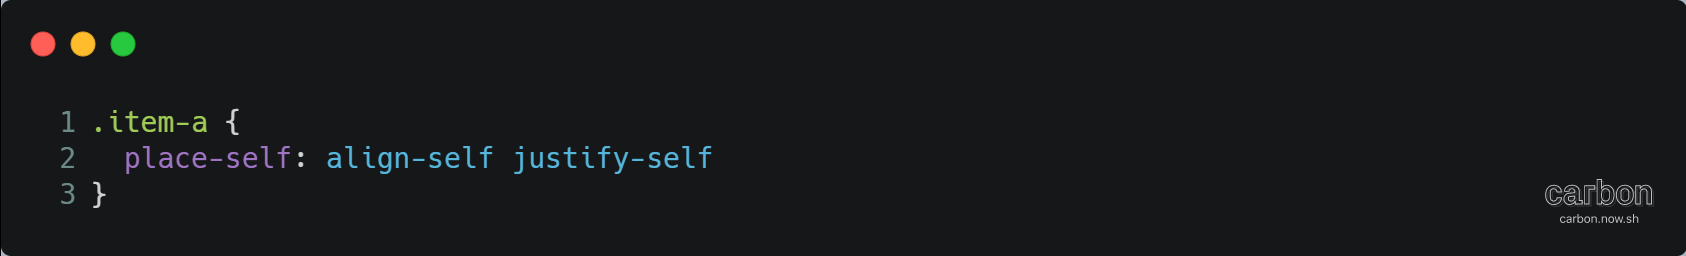 1 .item-a {
2   place-self: align-self justify-self
3 }
carbon
carbon.now.sh